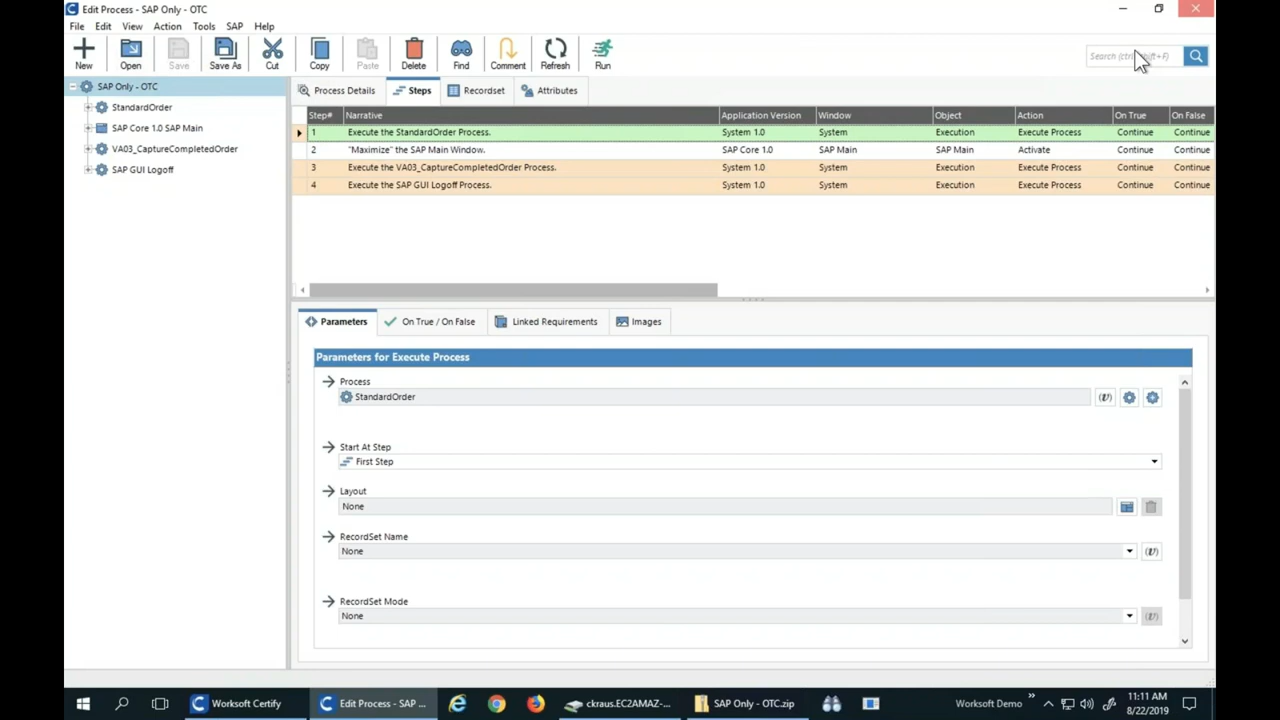 Edit Process - SAP Only - OTC
File Edit View Action Tools SAP Help
New Open Save Save As Cut Copy Paste Delete Find Comment Refresh Run
Search (ctrl+shift+F)
SAP Only - OTC
StandardOrder
SAP Core 1.0 SAP Main
VA03_CaptureCompletedOrder
SAP GUI Logoff
Process Details Steps Recordset Attributes
Step# Narrative Application Version Window Object Action On True On False
1 Execute the StandardOrder Process. System 1.0 System Execution Execute Process Continue Continue
2 "Maximize" the SAP Main Window. SAP Core 1.0 SAP Main SAP Main Activate Continue Continue
3 Execute the VA03_CaptureCompletedOrder Process. System 1.0 System Execution Execute Process Continue Continue
4 Execute the SAP GUI Logoff Process. System 1.0 System Execution Execute Process Continue Continue
Parameters On True / On False Linked Requirements Images
Parameters for Execute Process
Process
StandardOrder (v)
Start At Step
First Step
Layout
None
RecordSet Name
None (v)
RecordSet Mode
None (v)
Worksoft Certify Edit Process - SAP ... ckraus.EC2AMAZ-... SAP Only - OTC.zip Worksoft Demo
11:11 AM
8/22/2019